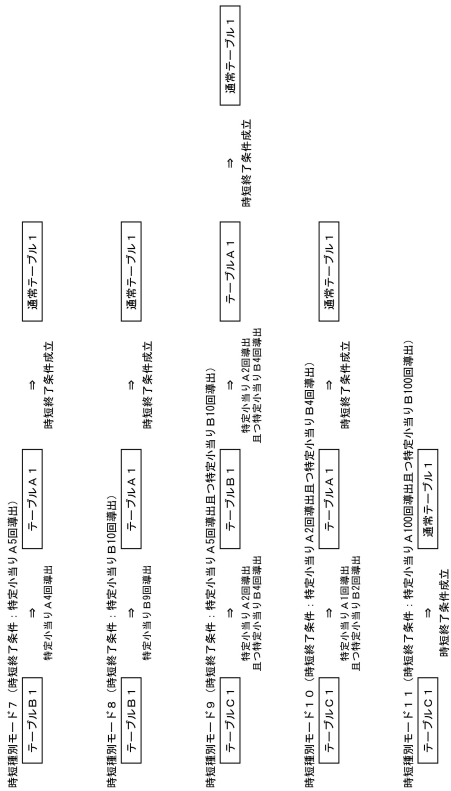 時短種別モード７（時短終了条件：特定小当りＡ5回導出）
テーブルＢ１
⇒
特定小当りＡ4回導出
テーブルＡ１
⇒
時短終了条件成立
通常テーブル１
時短種別モード８（時短終了条件：特定小当りＢ10回導出）
テーブルＢ１
⇒
特定小当りＢ9回導出
テーブルＡ１
⇒
時短終了条件成立
通常テーブル１
時短種別モード９（時短終了条件：特定小当りＡ5回導出且つ特定小当りＢ10回導出）
テーブルＣ１
⇒
特定小当りＡ2回導出
且つ特定小当りＢ4回導出
テーブルＢ１
⇒
特定小当りＡ2回導出
且つ特定小当りＢ4回導出
テーブルＡ１
⇒
時短終了条件成立
通常テーブル１
時短種別モード１０（時短終了条件：特定小当りＡ2回導出且つ特定小当りＢ4回導出）
テーブルＣ１
⇒
特定小当りＡ1回導出
且つ特定小当りＢ2回導出
テーブルＡ１
⇒
時短終了条件成立
通常テーブル１
時短種別モード１１（時短終了条件：特定小当りＡ100回導出且つ特定小当りＢ100回導出）
テーブルＣ１
⇒
時短終了条件成立
通常テーブル１